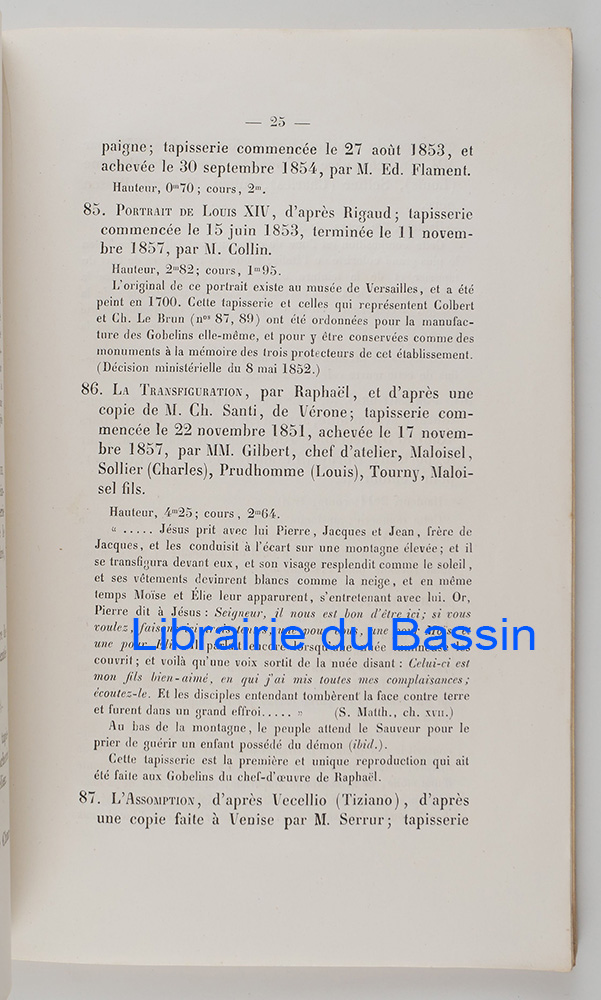 — 25 —
paigne; tapisserie commencée le 27 août 1853, et
achevée le 30 septembre 1854, par M. Ed. Flament.
Hauteur, 0ᵐ70; cours, 2ᵐ.
85. Portrait de Louis XIV, d'après Rigaud; tapisserie
commencée le 15 juin 1853, terminée le 11 novem-
bre 1857, par M. Collin.
Hauteur, 2ᵐ82; cours, 1ᵐ95.
L'original de ce portrait existe au musée de Versailles, et a été
peint en 1700. Cette tapisserie et celles qui représentent Colbert
et Ch. Le Brun (nᵒˢ 87, 89) ont été ordonnées pour la manufac-
ture des Gobelins elle-même, et pour y être conservées comme des
monuments à la mémoire des trois protecteurs de cet établissement.
(Décision ministérielle du 8 mai 1852.)
86. La Transfiguration, par Raphaël, et d'après une
copie de M. Ch. Santi, de Vérone; tapisserie com-
mencée le 22 novembre 1851, achevée le 17 novem-
bre 1857, par MM. Gilbert, chef d'atelier, Maloisel,
Sollier (Charles), Prudhomme (Louis), Tourny, Maloi-
sel fils.
Hauteur, 4ᵐ25; cours, 2ᵐ64.
« ..... Jésus prit avec lui Pierre, Jacques et Jean, frère de
Jacques, et les conduisit à l'écart sur une montagne élevée; et il
se transfigura devant eux, et son visage resplendit comme le soleil,
et ses vêtements devinrent blancs comme la neige, et en même
temps Moïse et Élie leur apparurent, s'entretenant avec lui. Or,
Pierre dit à Jésus : Seigneur, il nous est bon d'être ici; si vous
voulez, une
une pour encore lorsqu'une
Librairie du Bassin
couvrit; et voilà qu'une voix sortit de la nuée disant : Celui-ci est
mon fils bien-aimé, en qui j'ai mis toutes mes complaisances;
écoutez-le. Et les disciples entendant tombèrent la face contre terre
et furent dans un grand effroi..... » (S. Matth., ch. xvii.)
Au bas de la montagne, le peuple attend le Sauveur pour le
prier de guérir un enfant possédé du démon (ibid.).
Cette tapisserie est la première et unique reproduction qui ait
été faite aux Gobelins du chef-d'œuvre de Raphaël.
87. L'Assomption, d'après Vecellio (Tiziano), d'après
une copie faite à Venise par M. Serrur; tapisserie